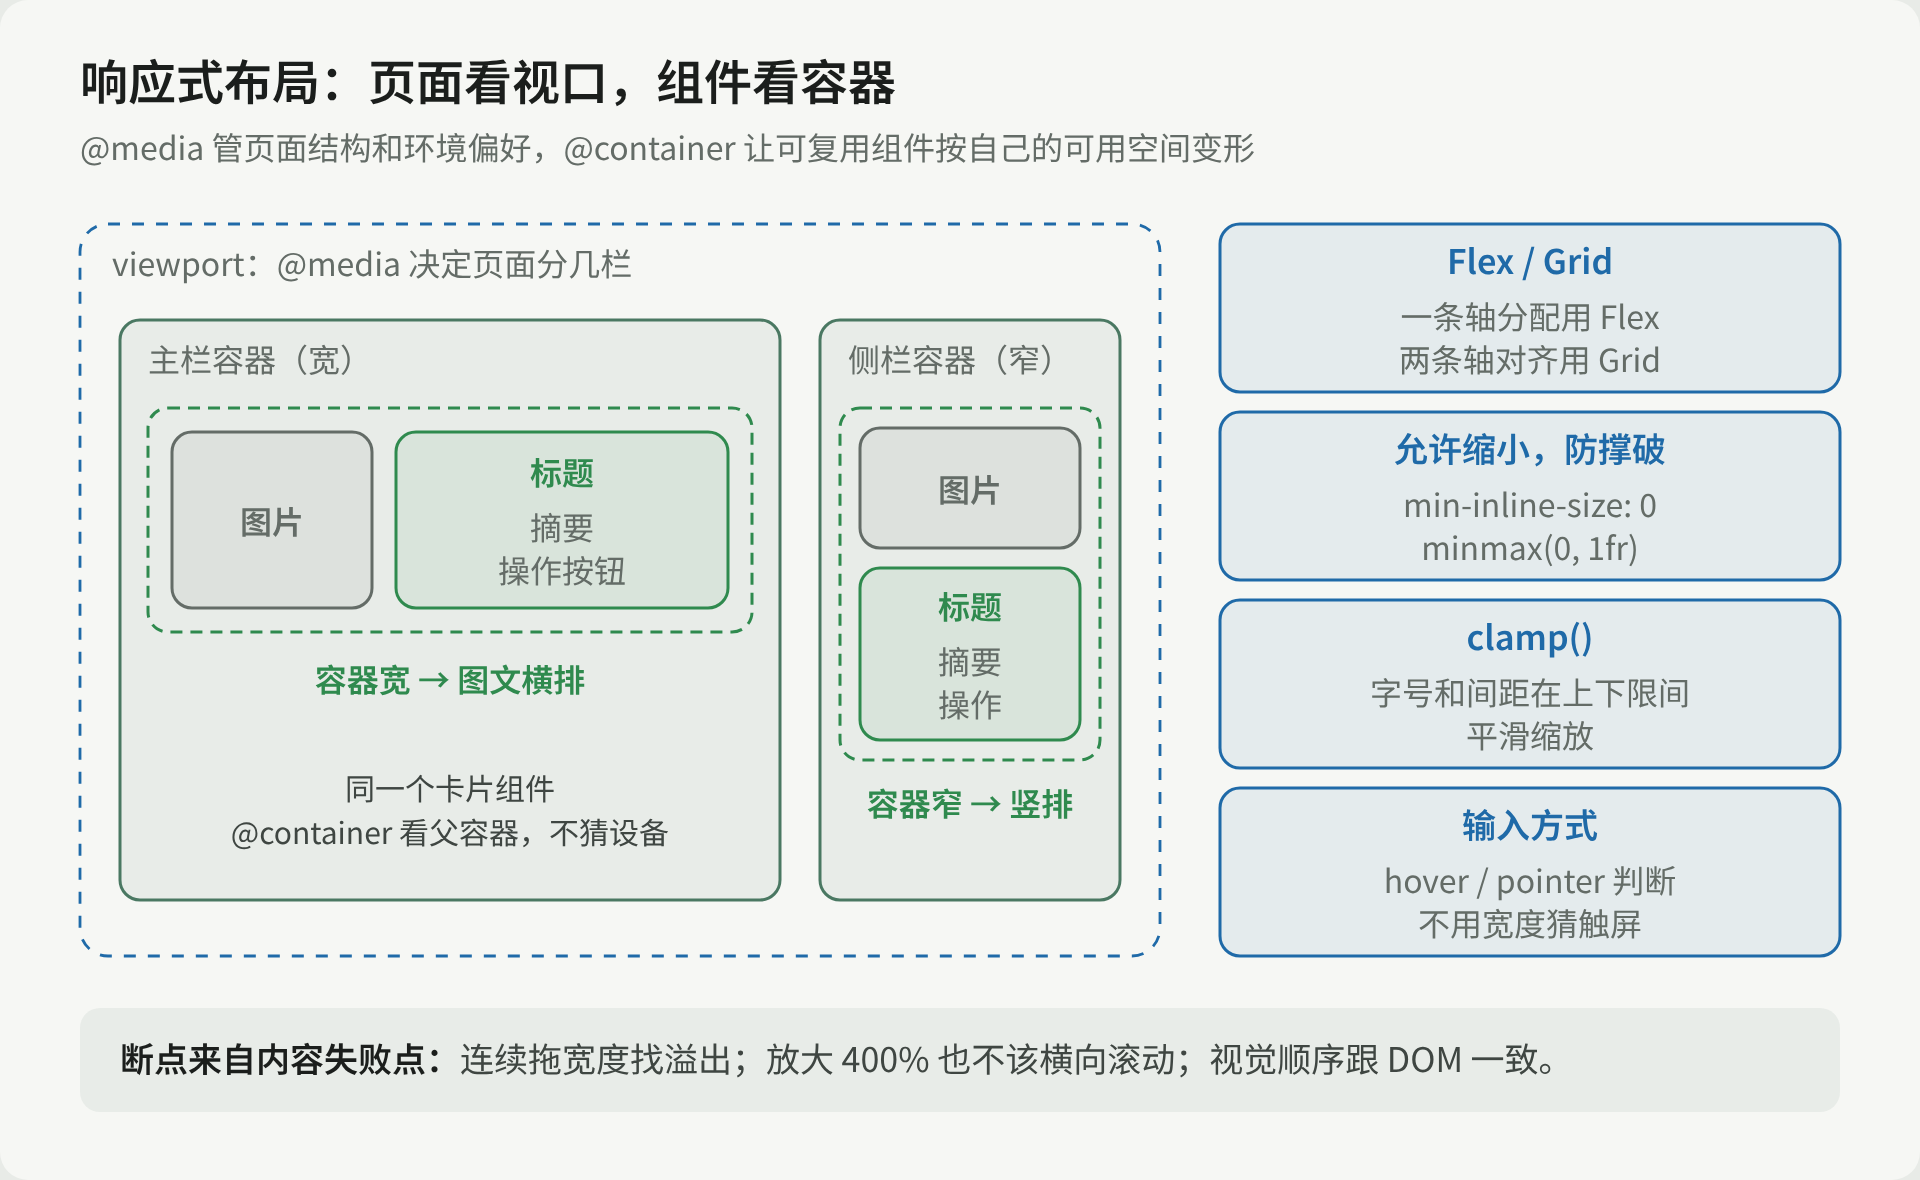 响应式布局：页面看视口，组件看容器
@media 管页面结构和环境偏好，@container 让可复用组件按自己的可用空间变形
viewport：@media 决定页面分几栏
主栏容器（宽）
图片
标题
摘要
操作按钮
容器宽 → 图文横排
同一个卡片组件
@container 看父容器，不猜设备
侧栏容器（窄）
图片
标题
摘要
操作
容器窄 → 竖排
Flex / Grid
一条轴分配用 Flex
两条轴对齐用 Grid
允许缩小，防撑破
min-inline-size: 0
minmax(0, 1fr)
clamp()
字号和间距在上下限间
平滑缩放
输入方式
hover / pointer 判断
不用宽度猜触屏
断点来自内容失败点：连续拖宽度找溢出；放大 400% 也不该横向滚动；视觉顺序跟 DOM 一致。